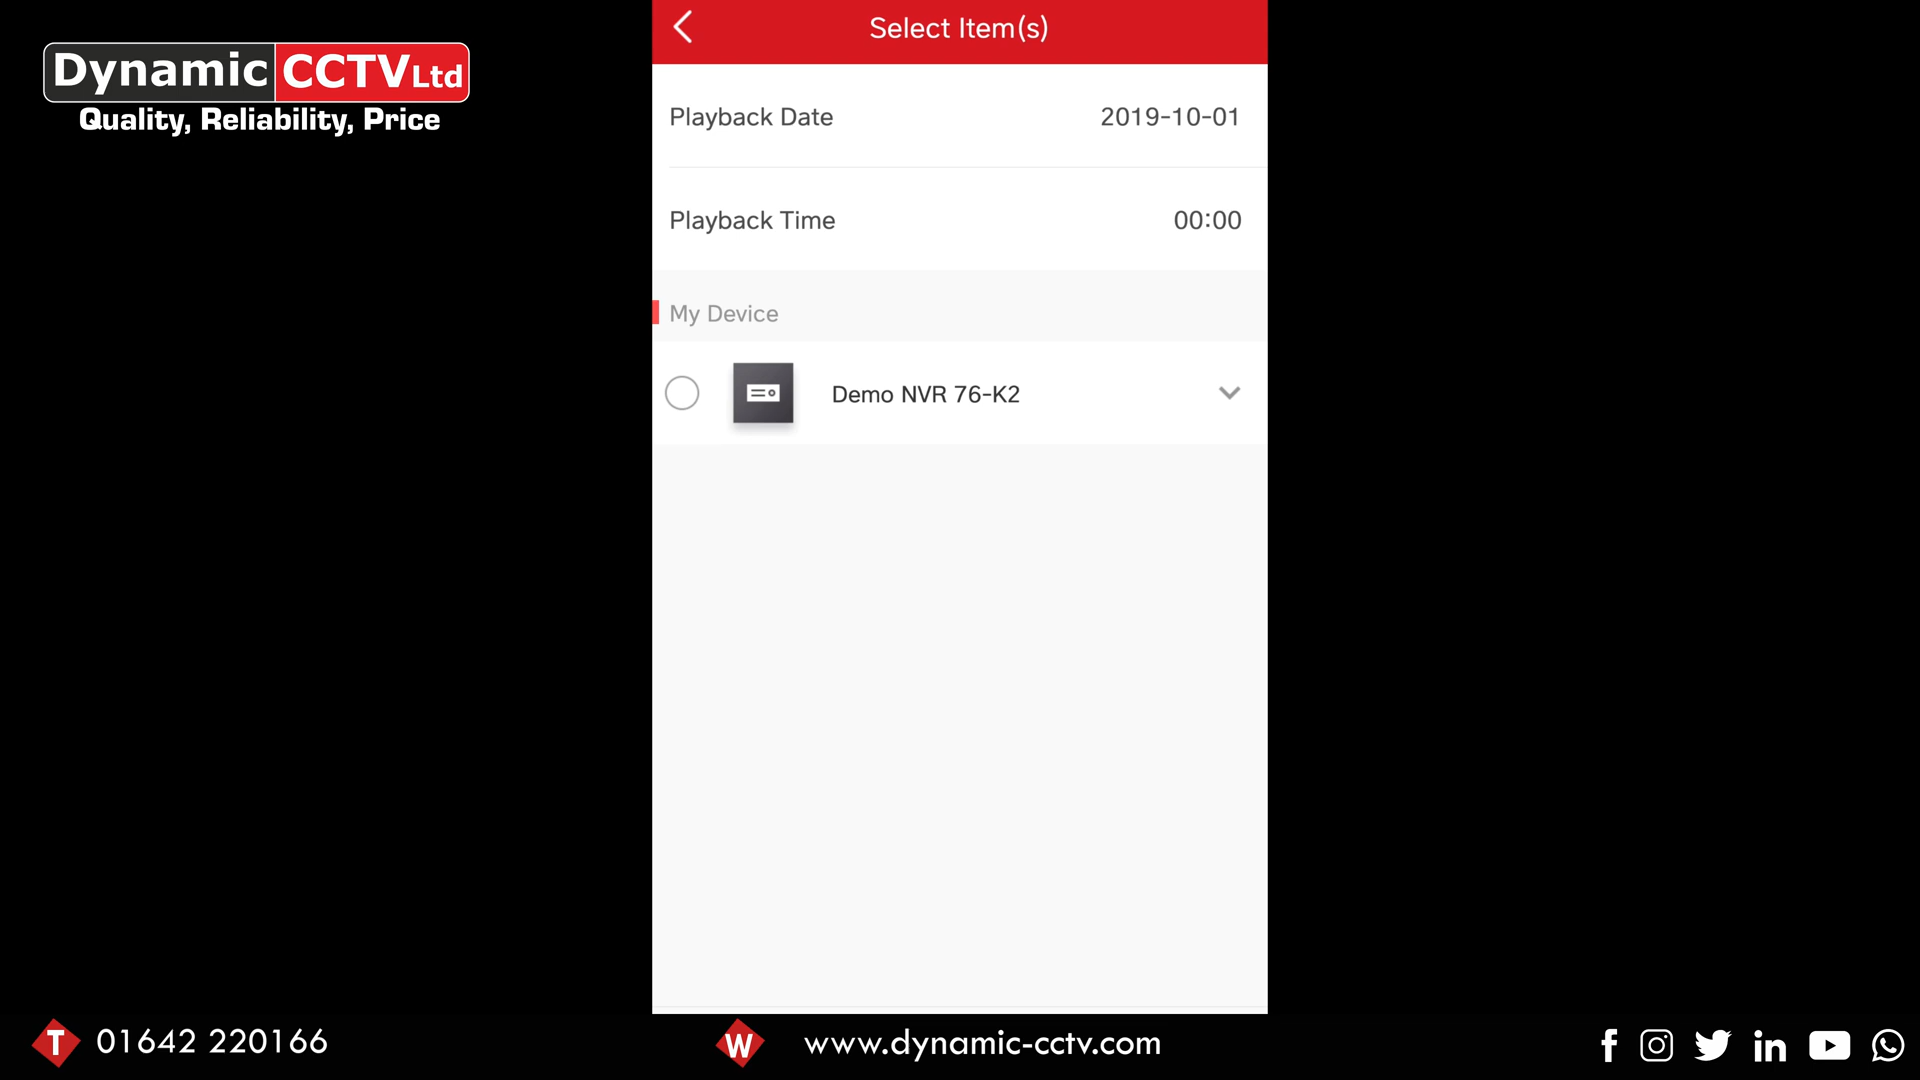 Dynamic CCTV Ltd
Quality, Reliability, Price
Select Item(s)
Playback Date 2019-10-01
Playback Time 00:00
My Device
Demo NVR 76-K2
T 01642 220166
W www.dynamic-cctv.com